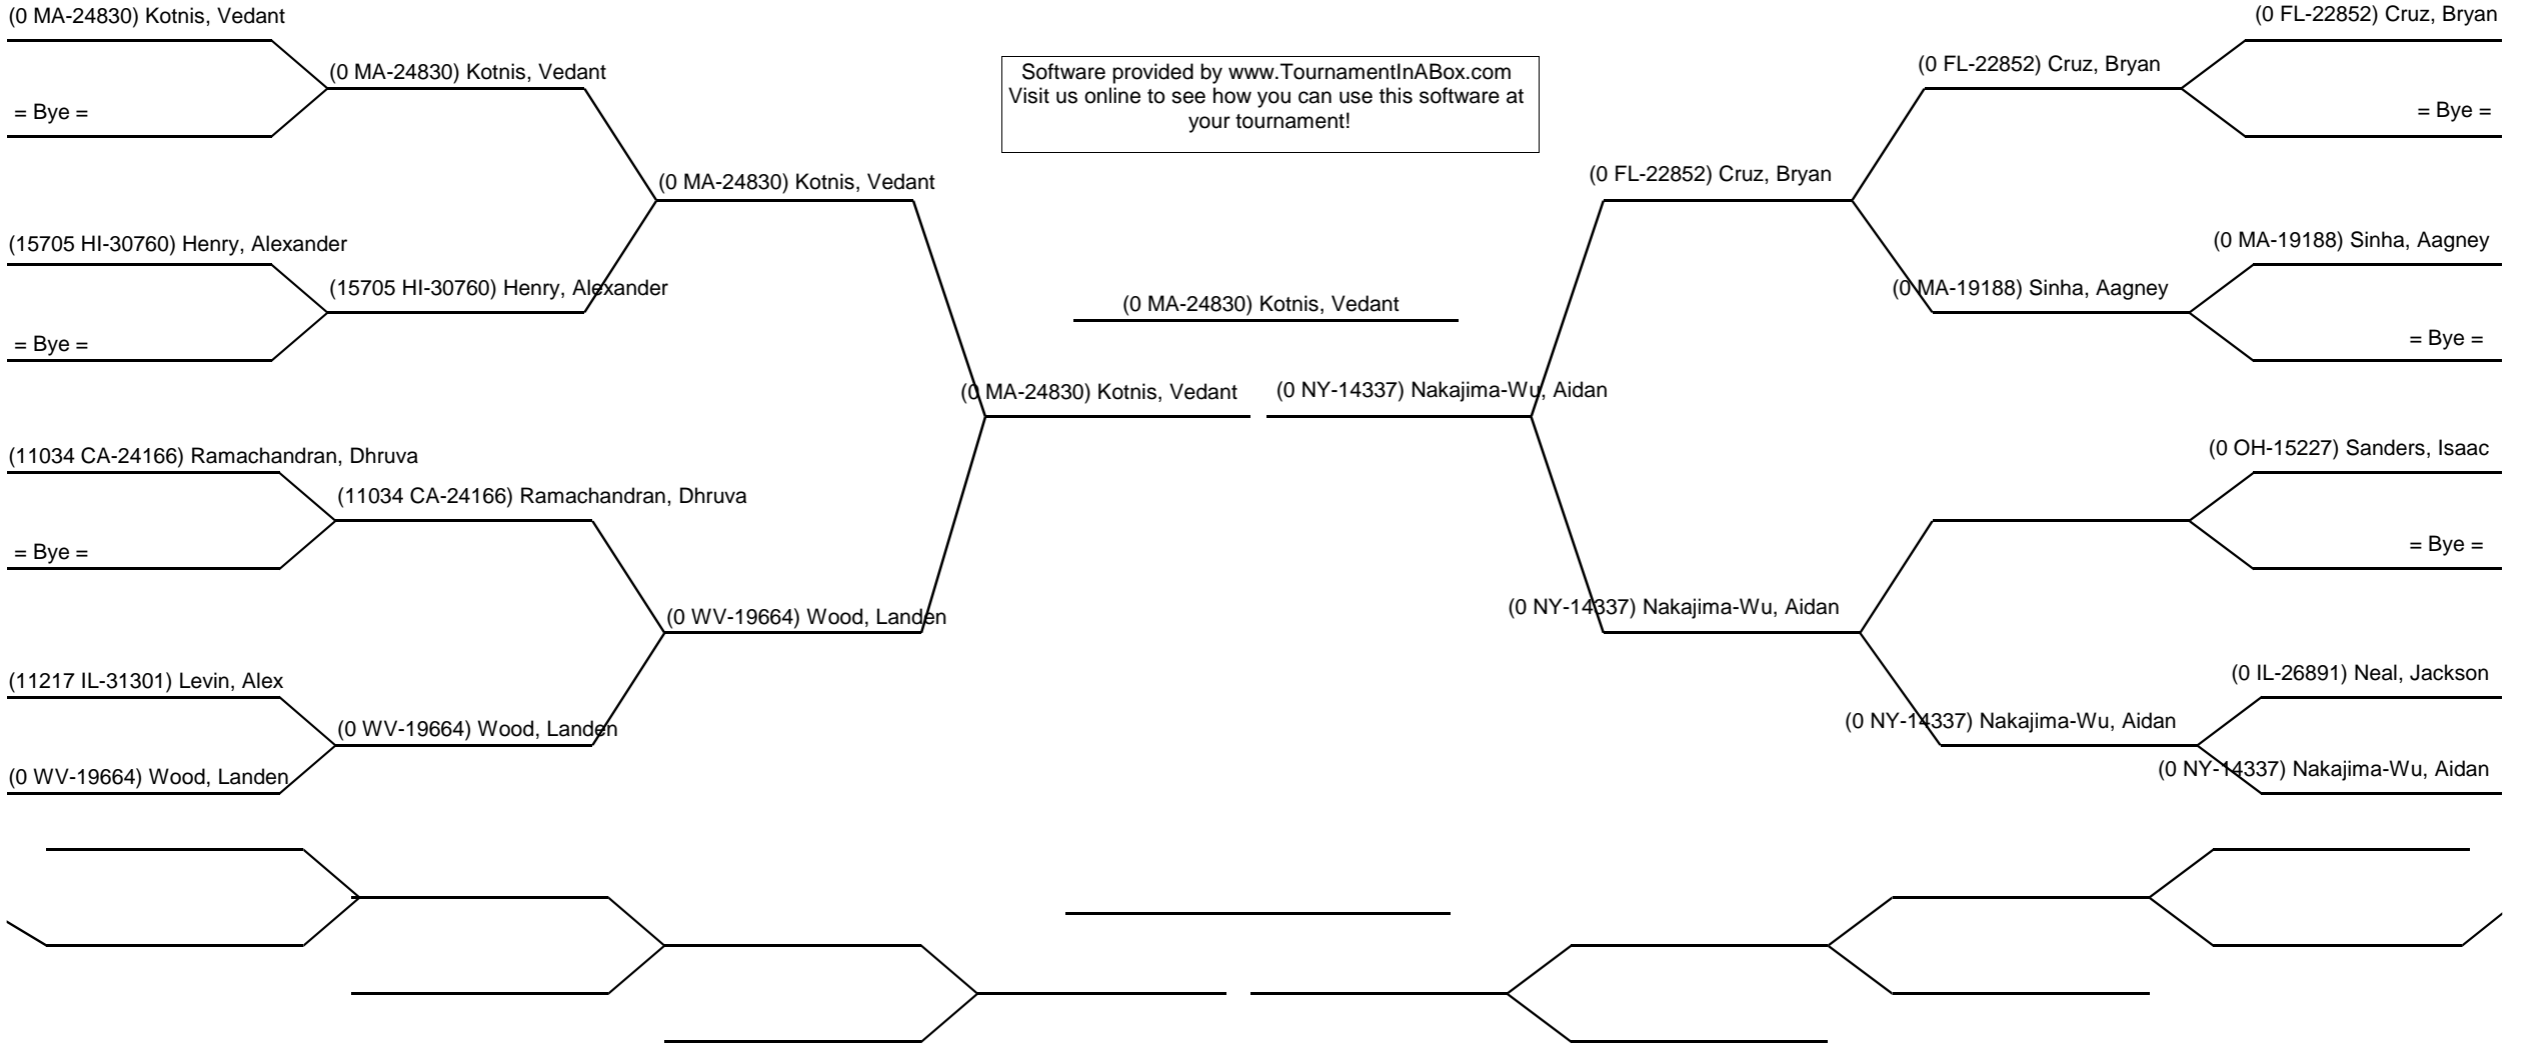 (0 MA-24830) Kotnis, Vedant
= Bye =
(15705 HI-30760) Henry, Alexander
= Bye =
(11034 CA-24166) Ramachandran, Dhruva
= Bye =
(11217 IL-31301) Levin, Alex
(0 WV-19664) Wood, Landen
(0 MA-24830) Kotnis, Vedant
(15705 HI-30760) Henry, Alexander
(11034 CA-24166) Ramachandran, Dhruva
(0 WV-19664) Wood, Landen
(0 MA-24830) Kotnis, Vedant
(0 WV-19664) Wood, Landen
(0 MA-24830) Kotnis, Vedant
Software provided by www.TournamentInABox.com
Visit us online to see how you can use this software at
your tournament!
(0 MA-24830) Kotnis, Vedant
(0 NY-14337) Nakajima-Wu, Aidan
(0 FL-22852) Cruz, Bryan
(0 NY-14337) Nakajima-Wu, Aidan
(0 FL-22852) Cruz, Bryan
(0 MA-19188) Sinha, Aagney
(0 NY-14337) Nakajima-Wu, Aidan
(0 FL-22852) Cruz, Bryan
= Bye =
(0 MA-19188) Sinha, Aagney
= Bye =
(0 OH-15227) Sanders, Isaac
= Bye =
(0 IL-26891) Neal, Jackson
(0 NY-14337) Nakajima-Wu, Aidan